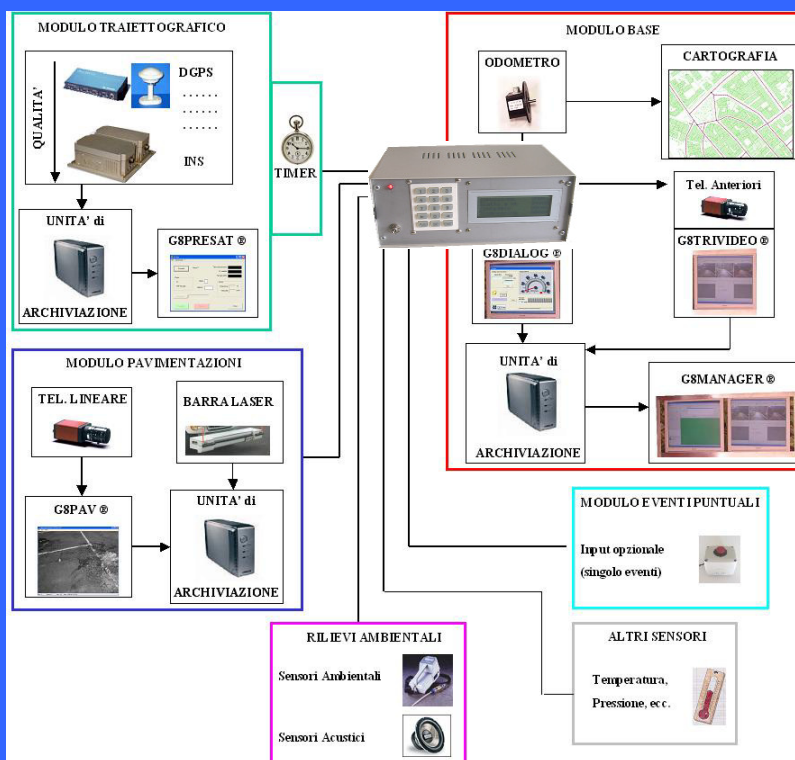 MODULO TRAIETTOGRAFICO
QUALITA'
DGPS
. . . . . .
. . . . . .
INS
UNITA' di
ARCHIVIAZIONE
G8PRESAT ®
TIMER
MODULO BASE
ODOMETRO
CARTOGRAFIA
Tel. Anteriori
G8DIALOG ®
G8TRIVIDEO ®
UNITA' di
ARCHIVIAZIONE
G8MANAGER ®
MODULO PAVIMENTAZIONI
TEL. LINEARE
BARRA LASER
G8PAV ®
UNITA' di
ARCHIVIAZIONE
MODULO EVENTI PUNTUALI
Input opzionale
(singolo eventi)
RILIEVI AMBIENTALI
Sensori Ambientali
Sensori Acustici
ALTRI SENSORI
Temperatura,
Pressione, ecc.